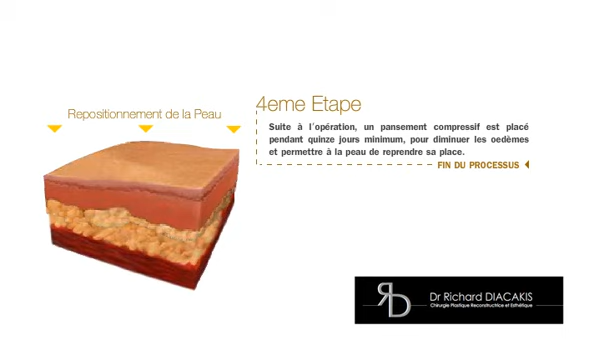 Repositionnement de la Peau
4eme Etape
Suite à l´opération, un pansement compressif est placé
pendant quinze jours minimum, pour diminuer les oedèmes
et permettre à la peau de reprendre sa place.
FIN DU PROCESSUS
RD
Dr Richard DIACAKIS
Chirurgie Plastique Reconstructrice et Esthétique